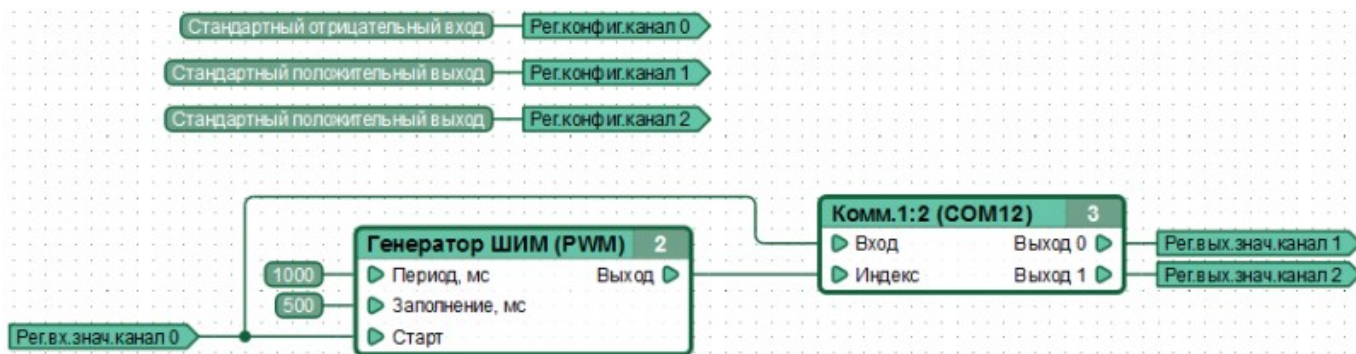 Стандартный отрицательный вход Рег.конфиг.канал 0
Стандартный положительный выход Рег.конфиг.канал 1
Стандартный положительный выход Рег.конфиг.канал 2
Комм.1:2 (COM12) 3
Вход Выход 0 Рег.вых.знач.канал 1
Индекс Выход 1 Рег.вых.знач.канал 2
Генератор ШИМ (PWM) 2
1000 Период, мс Выход
500 Заполнение, мс
Рег.вх.знач.канал 0 Старт